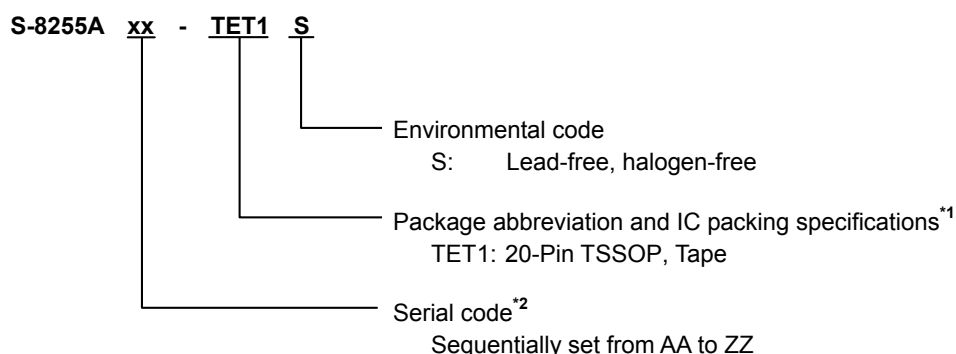 S-8255A xx - TET1 S
Environmental code
S: Lead-free, halogen-free
Package abbreviation and IC packing specifications*1
TET1: 20-Pin TSSOP, Tape
Serial code*2
Sequentially set from AA to ZZ